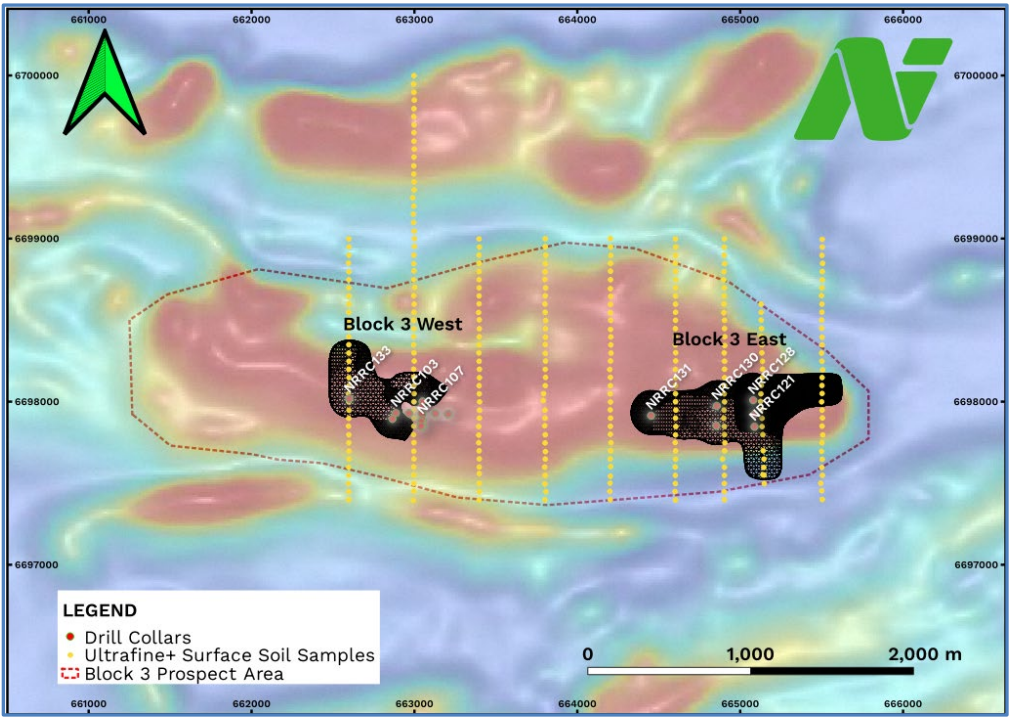 661000 662000 663000 664000 665000 666000
6700000 6700000
6699000 6699000
Block 3 West
Block 3 East
NRRC133
NRRC103
NRRC107
NRRC131
NRRC130
NRRC128
NRRC121
6698000 6698000
6697000 6697000
LEGEND
Drill Collars
Ultrafine+ Surface Soil Samples
Block 3 Prospect Area
0 1,000 2,000 m
661000 662000 663000 664000 665000 666000